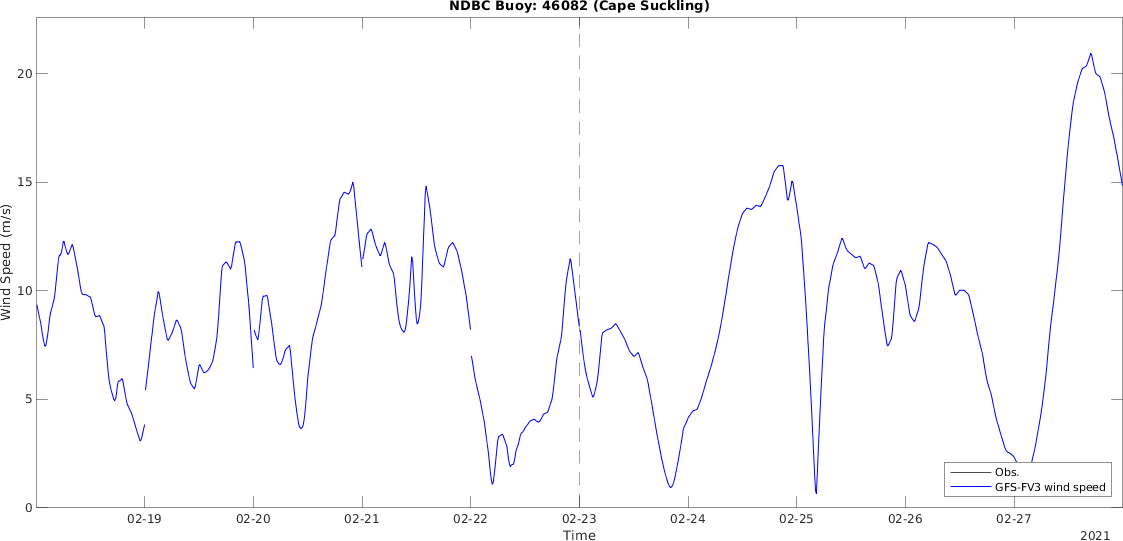 NDBC Buoy: 46082 (Cape Suckling)
Wind Speed (m/s)
20
15
10
5
0
02-19 02-20 02-21 02-22 02-23 02-24 02-25 02-26 02-27
Time
2021
Obs.
GFS-FV3 wind speed